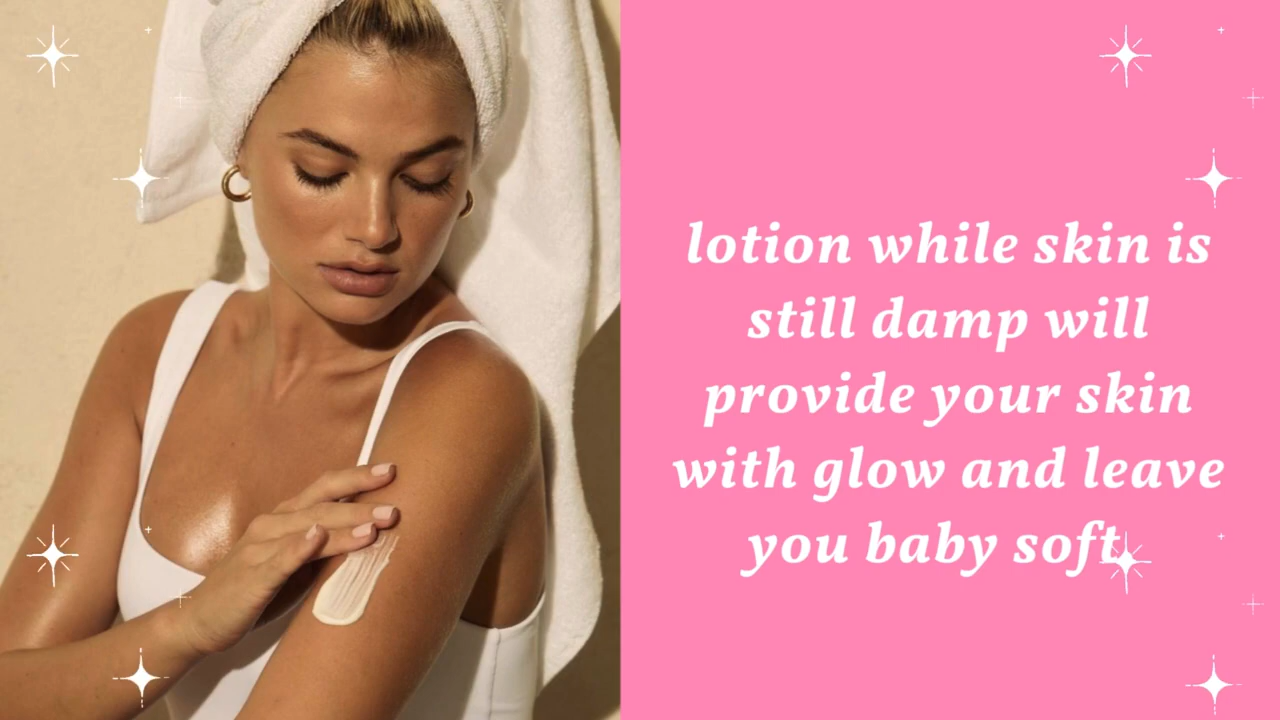 lotion while skin is
still damp will
provide your skin
with glow and leave
you baby soft